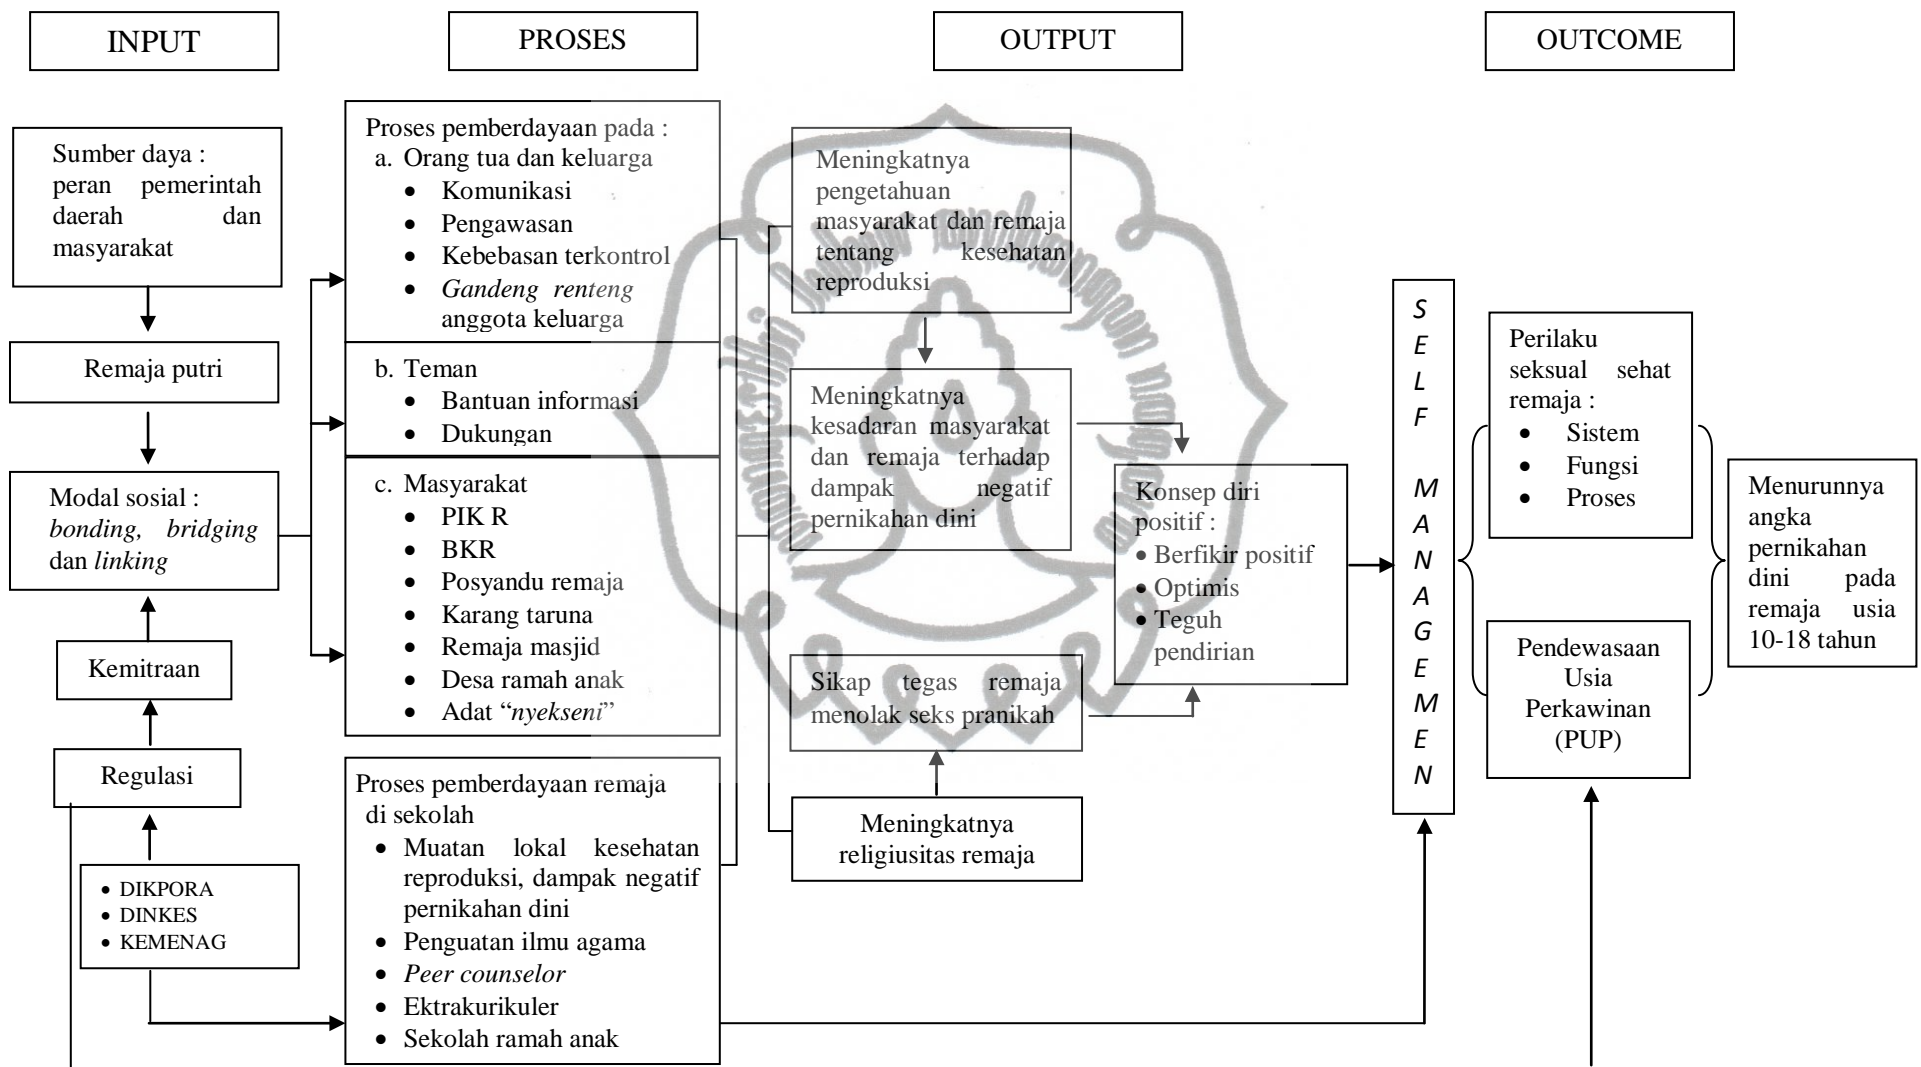 INPUT
PROSES
OUTPUT
OUTCOME
Sumber daya :
peran pemerintah
daerah dan
masyarakat
Remaja putri
Modal sosial :
bonding, bridging
dan linking
Kemitraan
Regulasi
• DIKPORA
• DINKES
• KEMENAG
Proses pemberdayaan pada :
a. Orang tua dan keluarga
• Komunikasi
• Pengawasan
• Kebebasan terkontrol
• Gandeng renteng
anggota keluarga
b. Teman
• Bantuan informasi
• Dukungan
c. Masyarakat
• PIK R
• BKR
• Posyandu remaja
• Karang taruna
• Remaja masjid
• Desa ramah anak
• Adat “nyekseni”
Proses pemberdayaan remaja
di sekolah
• Muatan lokal kesehatan
reproduksi, dampak negatif
pernikahan dini
• Penguatan ilmu agama
• Peer counselor
• Ektrakurikuler
• Sekolah ramah anak
Meningkatnya
pengetahuan
masyarakat dan remaja
tentang kesehatan
reproduksi
Meningkatnya
kesadaran masyarakat
dan remaja terhadap
dampak negatif
pernikahan dini
Sikap tegas remaja
menolak seks pranikah
Meningkatnya
religiusitas remaja
Konsep diri
positif :
• Berfikir positif
• Optimis
• Teguh
pendirian
S
E
L
F
M
A
N
A
G
E
M
E
N
Perilaku
seksual sehat
remaja :
• Sistem
• Fungsi
• Proses
Pendewasaan
Usia
Perkawinan
(PUP)
Menurunnya
angka
pernikahan
dini pada
remaja usia
10-18 tahun